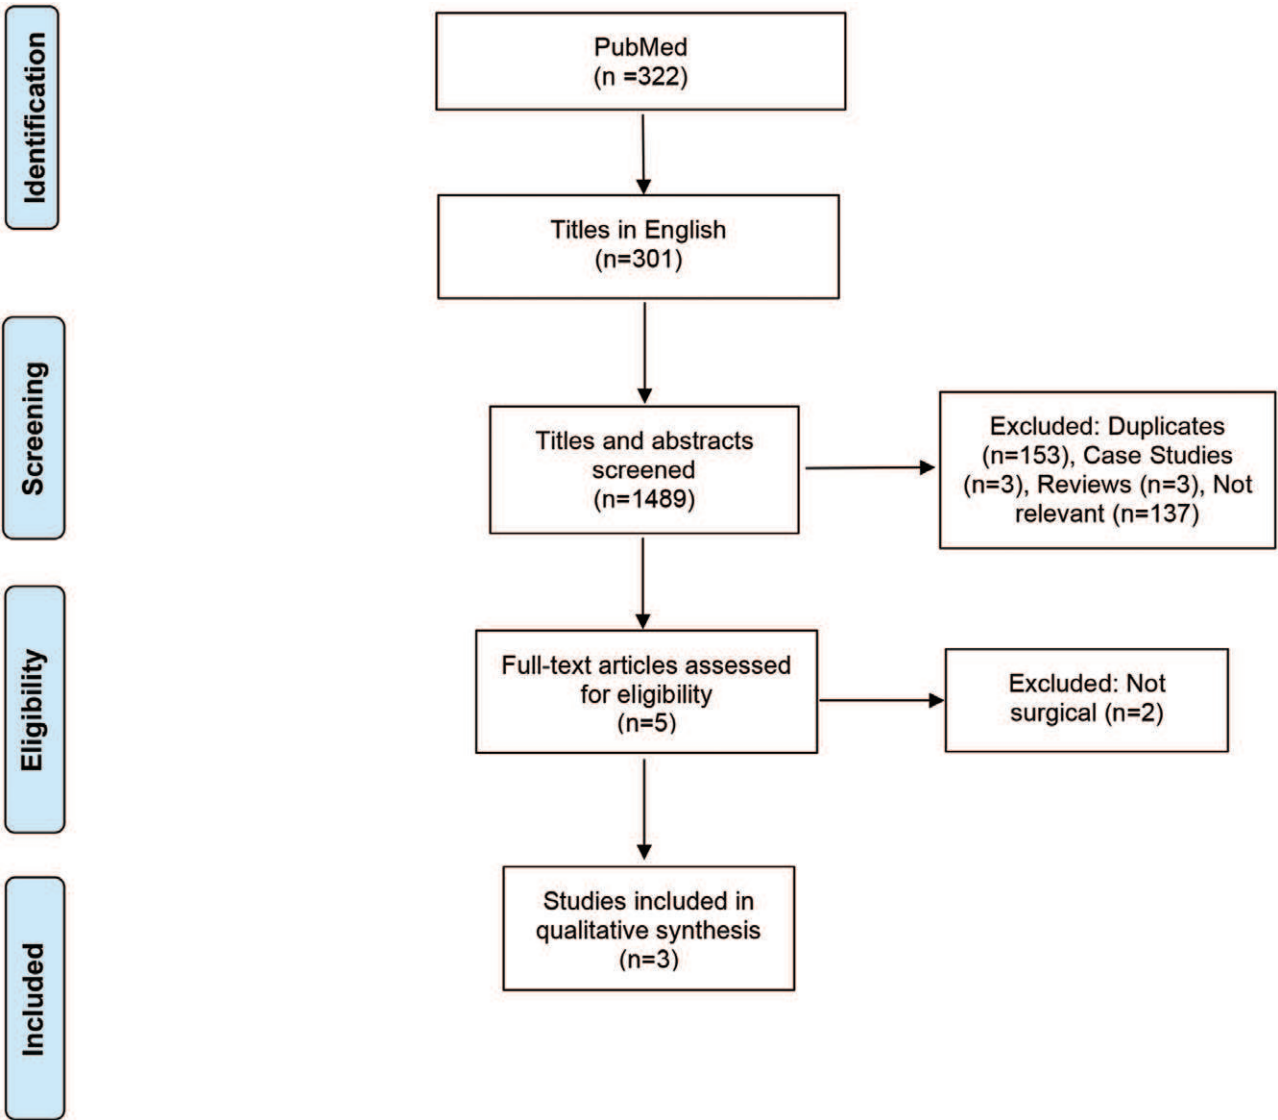 Identification
PubMed
(n =322)
Titles in English
(n=301)
Screening
Titles and abstracts
screened
(n=1489)
Excluded: Duplicates
(n=153), Case Studies
(n=3), Reviews (n=3), Not
relevant (n=137)
Eligibility
Full-text articles assessed
for eligibility
(n=5)
Excluded: Not
surgical (n=2)
Included
Studies included in
qualitative synthesis
(n=3)